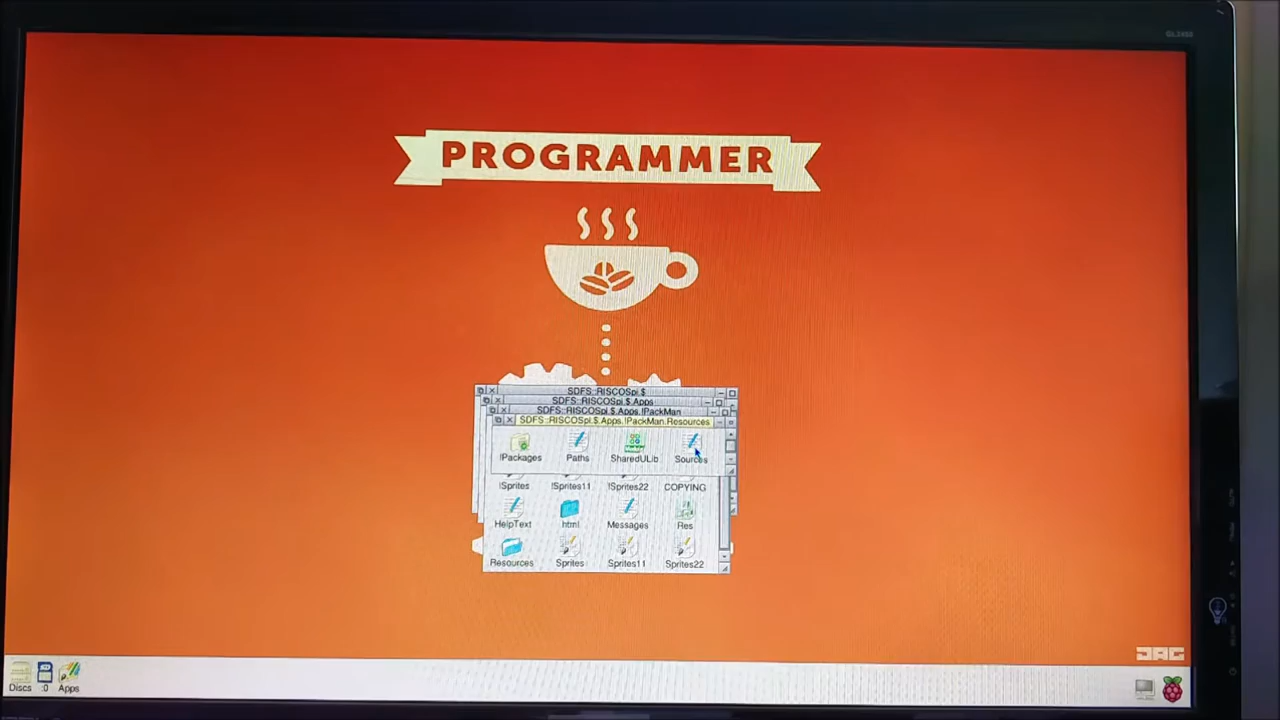 PROGRAMMER
SDFS::RISCOSpi.$
SDFS::RISCOSpi.$.Apps
SDFS::RISCOSpi.$.Apps.!PackMan
SDFS::RISCOSpi.$.Apps.!PackMan.Resources
!Packages Paths SharedULib Sources
!Sprites !Sprites11 !Sprites22 COPYING
HelpText html Messages Res
Resources Sprites Sprites11 Sprites22
JAG
Discs :0 Apps